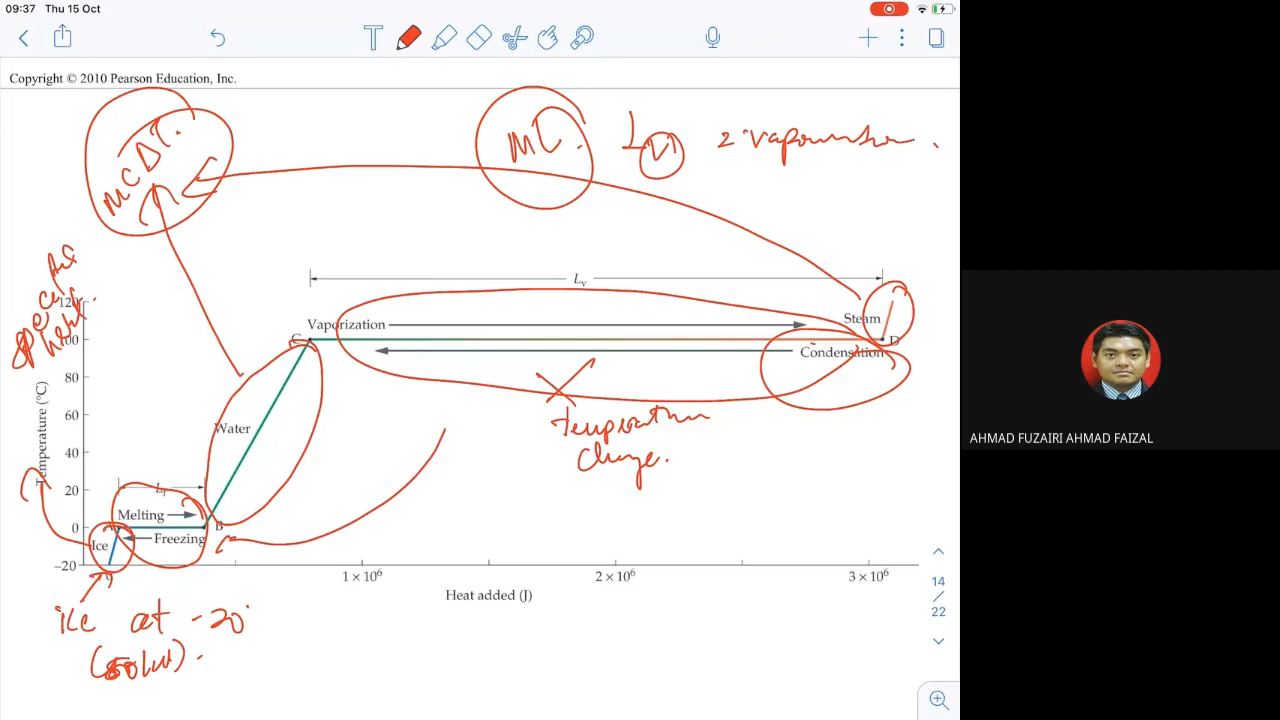 09:37 Thu 15 Oct
T
Copyright © 2010 Pearson Education, Inc.
MCΔT.
ML. Lv
specific
heat.
Lv
120
Steam
Vaporization
C
100
D
Condensation
80
Temperature (°C)
60
temperature
change.
Water
40
20
Lf
Melting
0
A
B
Ice
Freezing
−20
1 × 10⁶
2 × 10⁶
3 × 10⁶
Heat added (J)
ice at -20°
(solid).
14
/
22
AHMAD FUZAIRI AHMAD FAIZAL